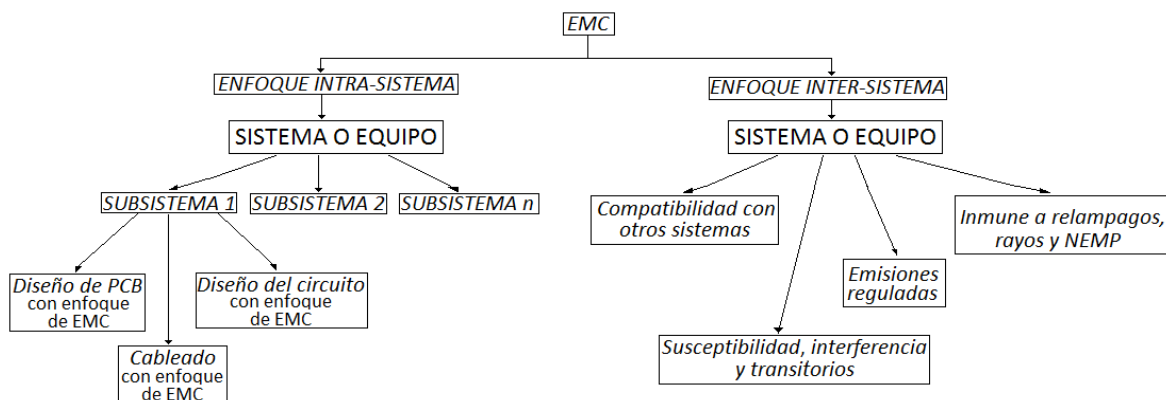 EMC
ENFOQUE INTRA-SISTEMA
ENFOQUE INTER-SISTEMA
SISTEMA O EQUIPO
SISTEMA O EQUIPO
SUBSISTEMA 1
SUBSISTEMA 2
SUBSISTEMA n
Compatibilidad con
otros sistemas
Inmune a relampagos,
rayos y NEMP
Diseño de PCB
con enfoque
de EMC
Diseño del circuito
con enfoque
de EMC
Emisiones
reguladas
Cableado
con enfoque
de EMC
Susceptibilidad, interferencia
y transitorios